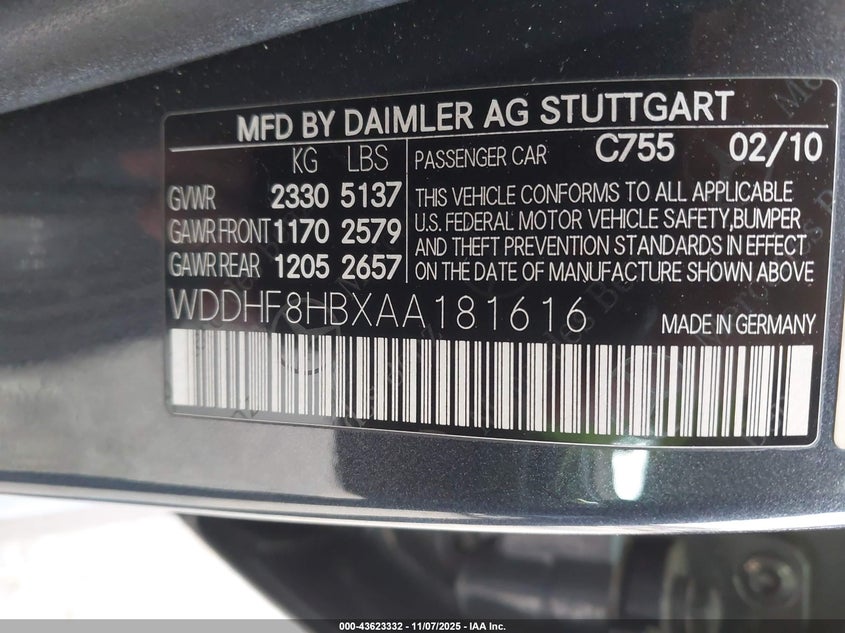 MFD BY DAIMLER AG STUTTGART
KG LBS
GVWR 2330 5137
GAWR FRONT 1170 2579
GAWR REAR 1205 2657
PASSENGER CAR C755 02/10
THIS VEHICLE CONFORMS TO ALL APPLICABLE
U.S. FEDERAL MOTOR VEHICLE SAFETY,BUMPER
AND THEFT PREVENTION STANDARDS IN EFFECT
ON THE DATE OF MANUFACTURE SHOWN ABOVE
WDDHF8HBXAA181616
MADE IN GERMANY
000-43623332 - 11/07/2025 - IAA Inc.